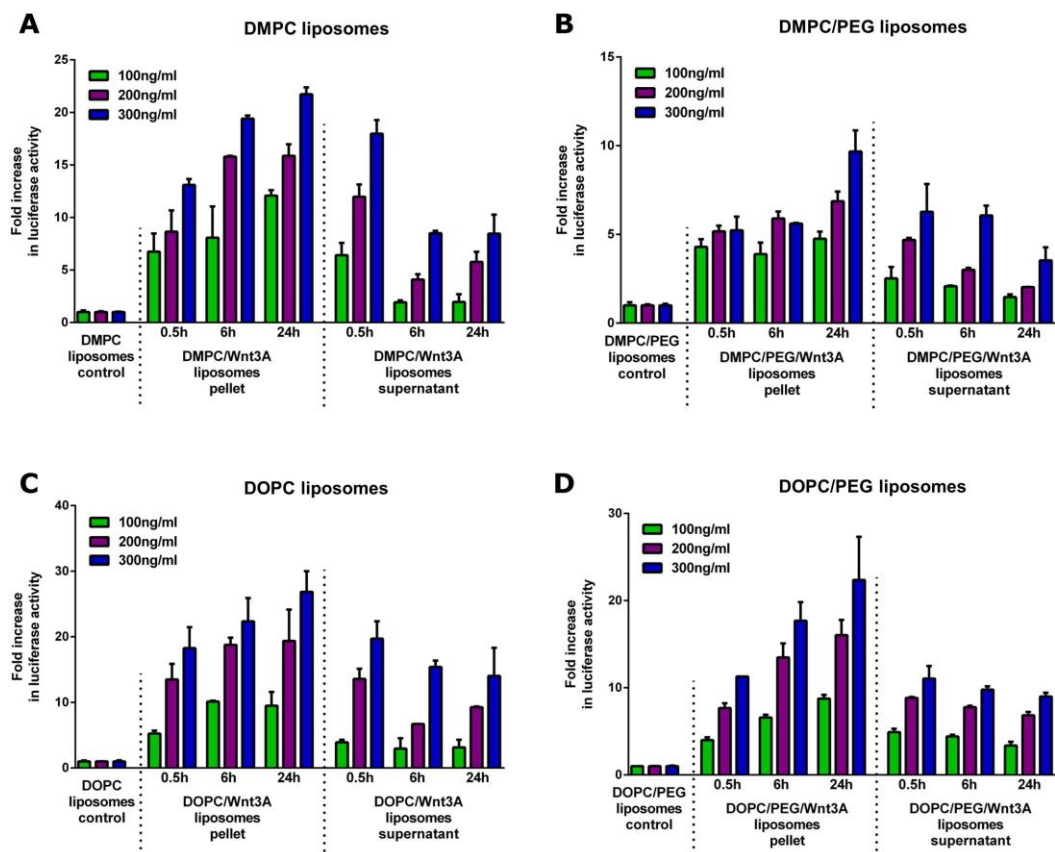 A
DMPC liposomes
Fold increase
in luciferase activity
25
20
15
10
5
0
100ng/ml
200ng/ml
300ng/ml
0.5h 6h 24h 0.5h 6h 24h
DMPC
liposomes
control
DMPC/Wnt3A
liposomes
pellet
DMPC/Wnt3A
liposomes
supernatant
B
DMPC/PEG liposomes
Fold increase
in luciferase activity
15
10
5
0
100ng/ml
200ng/ml
300ng/ml
0.5h 6h 24h 0.5h 6h 24h
DMPC/PEG
liposomes
control
DMPC/PEG/Wnt3A
liposomes
pellet
DMPC/PEG/Wnt3A
liposomes
supernatant
C
DOPC liposomes
Fold increase
in luciferase activity
40
30
20
10
0
100ng/ml
200ng/ml
300ng/ml
0.5h 6h 24h 0.5h 6h 24h
DOPC
liposomes
control
DOPC/Wnt3A
liposomes
pellet
DOPC/Wnt3A
liposomes
supernatant
D
DOPC/PEG liposomes
Fold increase
in luciferase activity
30
20
10
0
100ng/ml
200ng/ml
300ng/ml
0.5h 6h 24h 0.5h 6h 24h
DOPC/PEG
liposomes
control
DOPC/PEG/Wnt3A
liposomes
pellet
DOPC/PEG/Wnt3A
liposomes
supernatant